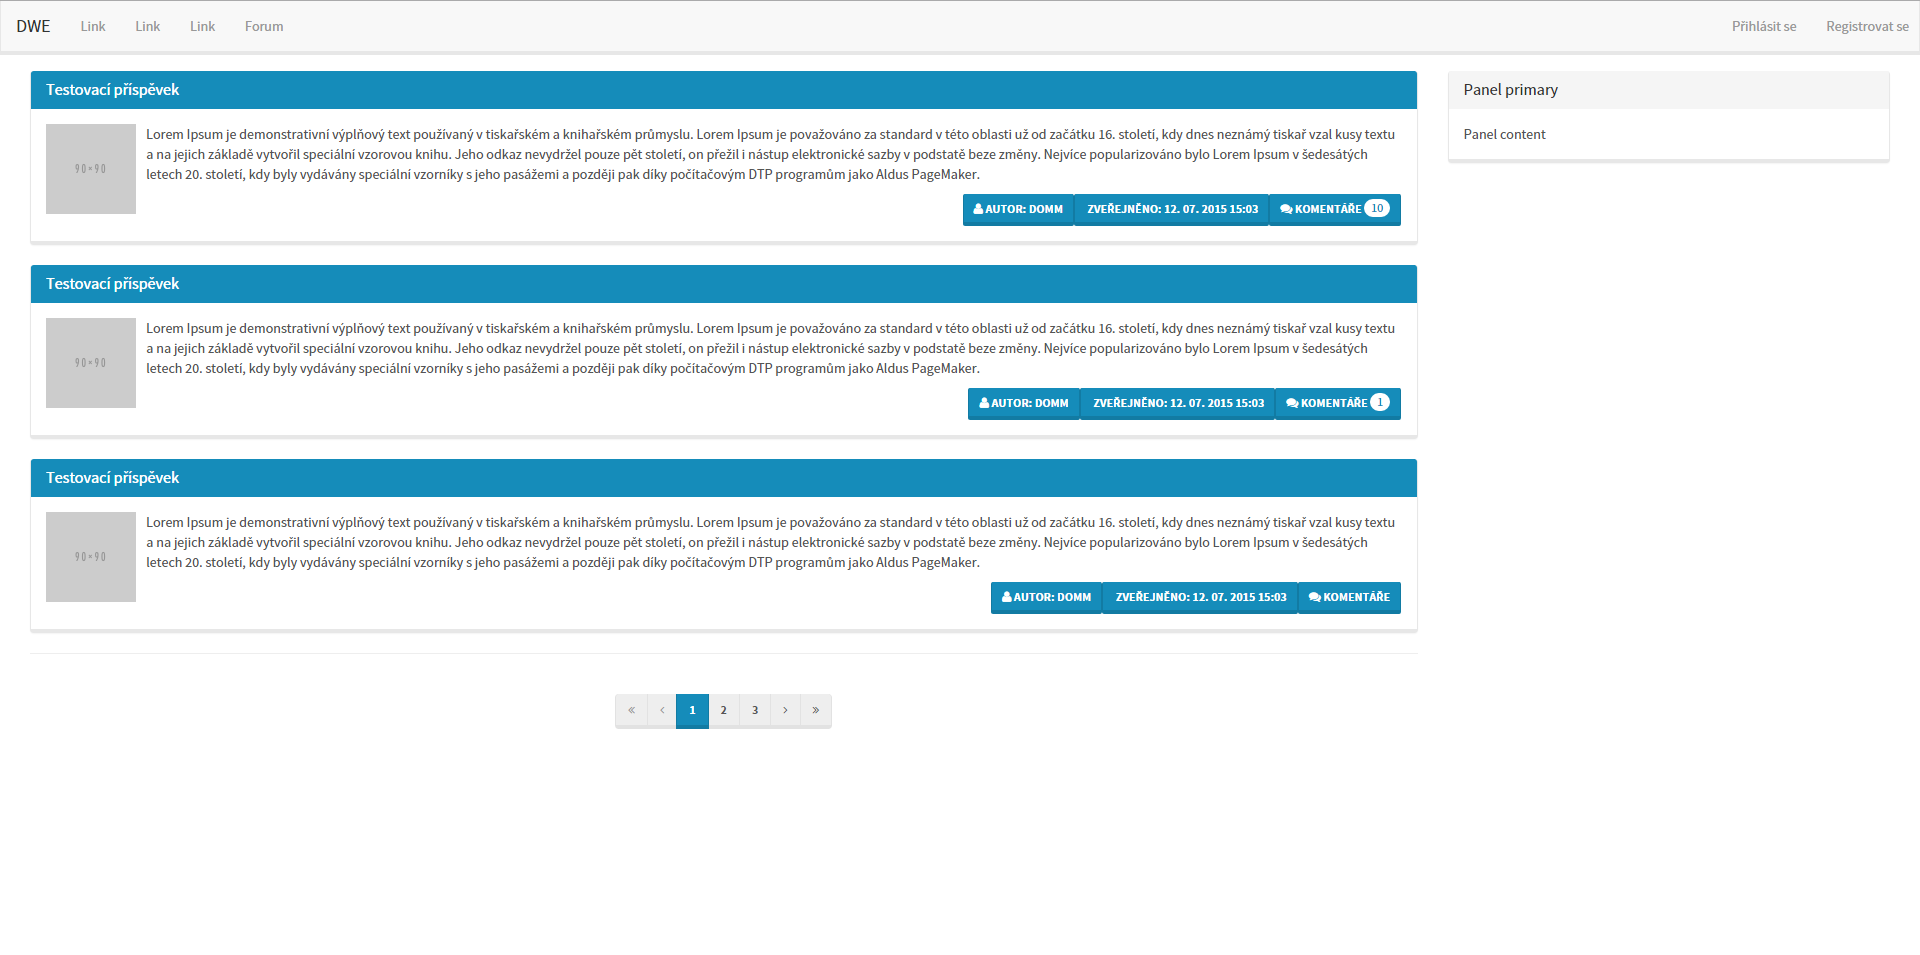 DWE Link Link Link Forum Přihlásit se Registrovat se
Testovací příspěvek
90×90
Lorem Ipsum je demonstrativní výplňový text používaný v tiskařském a knihařském průmyslu. Lorem Ipsum je považováno za standard v této oblasti už od začátku 16. století, kdy dnes neznámý tiskař vzal kusy textu
a na jejich základě vytvořil speciální vzorovou knihu. Jeho odkaz nevydržel pouze pět století, on přežil i nástup elektronické sazby v podstatě beze změny. Nejvíce popularizováno bylo Lorem Ipsum v šedesátých
letech 20. století, kdy byly vydávány speciální vzorníky s jeho pasážemi a později pak díky počítačovým DTP programům jako Aldus PageMaker.
AUTOR: DOMM ZVEŘEJNĚNO: 12. 07. 2015 15:03 KOMENTÁŘE 10
Testovací příspěvek
90×90
Lorem Ipsum je demonstrativní výplňový text používaný v tiskařském a knihařském průmyslu. Lorem Ipsum je považováno za standard v této oblasti už od začátku 16. století, kdy dnes neznámý tiskař vzal kusy textu
a na jejich základě vytvořil speciální vzorovou knihu. Jeho odkaz nevydržel pouze pět století, on přežil i nástup elektronické sazby v podstatě beze změny. Nejvíce popularizováno bylo Lorem Ipsum v šedesátých
letech 20. století, kdy byly vydávány speciální vzorníky s jeho pasážemi a později pak díky počítačovým DTP programům jako Aldus PageMaker.
AUTOR: DOMM ZVEŘEJNĚNO: 12. 07. 2015 15:03 KOMENTÁŘE 1
Testovací příspěvek
90×90
Lorem Ipsum je demonstrativní výplňový text používaný v tiskařském a knihařském průmyslu. Lorem Ipsum je považováno za standard v této oblasti už od začátku 16. století, kdy dnes neznámý tiskař vzal kusy textu
a na jejich základě vytvořil speciální vzorovou knihu. Jeho odkaz nevydržel pouze pět století, on přežil i nástup elektronické sazby v podstatě beze změny. Nejvíce popularizováno bylo Lorem Ipsum v šedesátých
letech 20. století, kdy byly vydávány speciální vzorníky s jeho pasážemi a později pak díky počítačovým DTP programům jako Aldus PageMaker.
AUTOR: DOMM ZVEŘEJNĚNO: 12. 07. 2015 15:03 KOMENTÁŘE
« ‹ 1 2 3 › »
Panel primary
Panel content